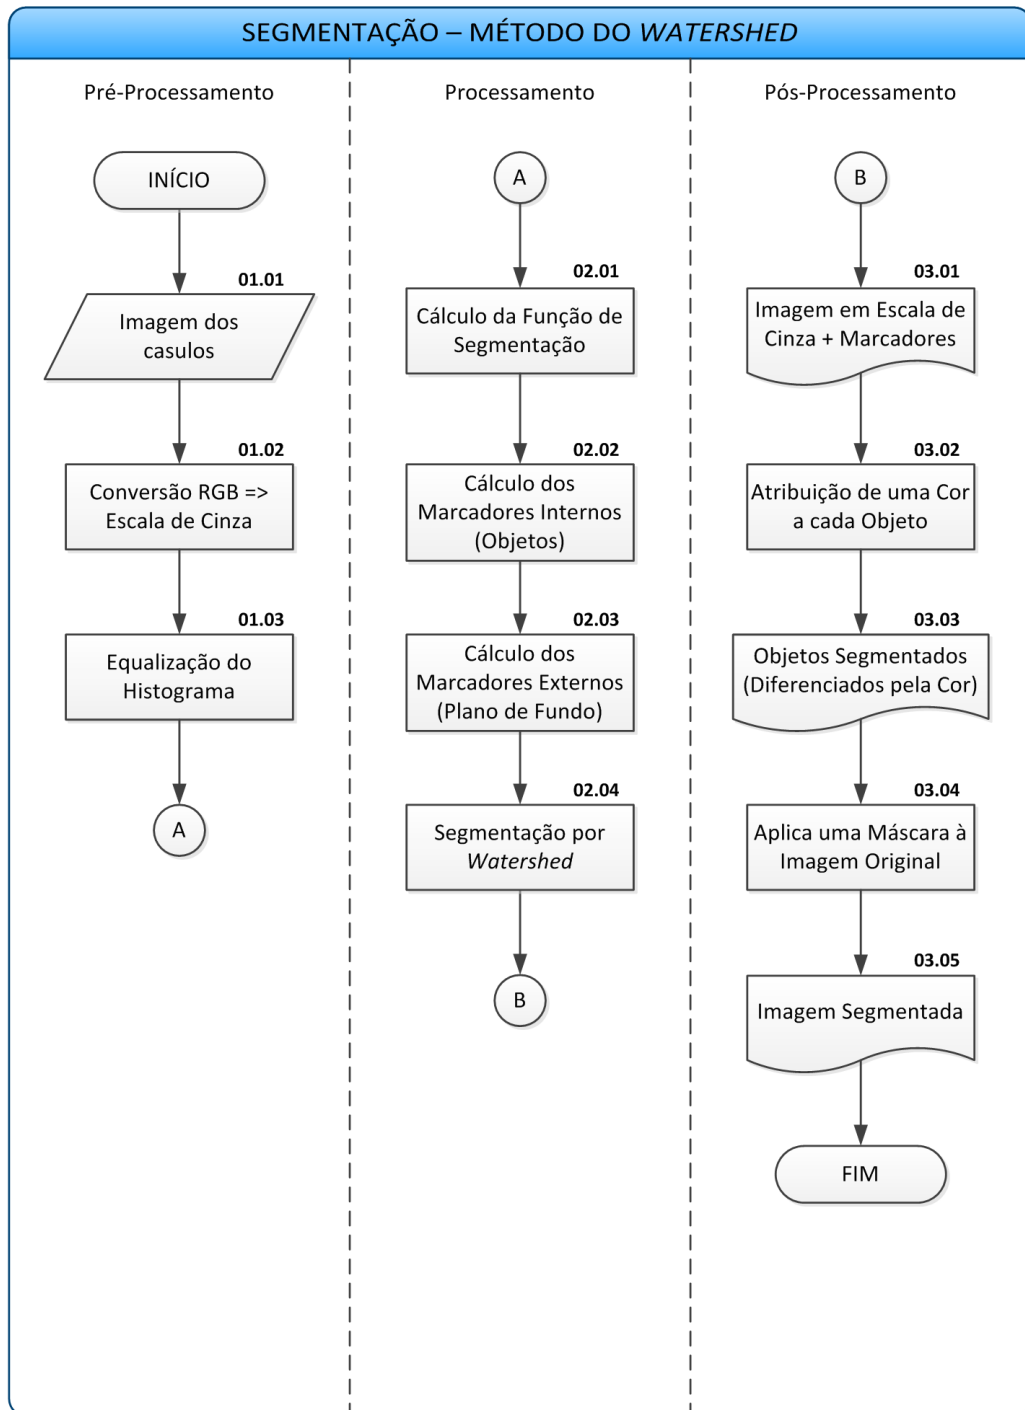 SEGMENTAÇÃO – MÉTODO DO WATERSHED
Pré-Processamento
INÍCIO
01.01
Imagem dos
casulos
01.02
Conversão RGB =>
Escala de Cinza
01.03
Equalização do
Histograma
A
Processamento
A
02.01
Cálculo da Função de
Segmentação
02.02
Cálculo dos
Marcadores Internos
(Objetos)
02.03
Cálculo dos
Marcadores Externos
(Plano de Fundo)
02.04
Segmentação por
Watershed
B
Pós-Processamento
B
03.01
Imagem em Escala de
Cinza + Marcadores
03.02
Atribuição de uma Cor
a cada Objeto
03.03
Objetos Segmentados
(Diferenciados pela Cor)
03.04
Aplica uma Máscara à
Imagem Original
03.05
Imagem Segmentada
FIM